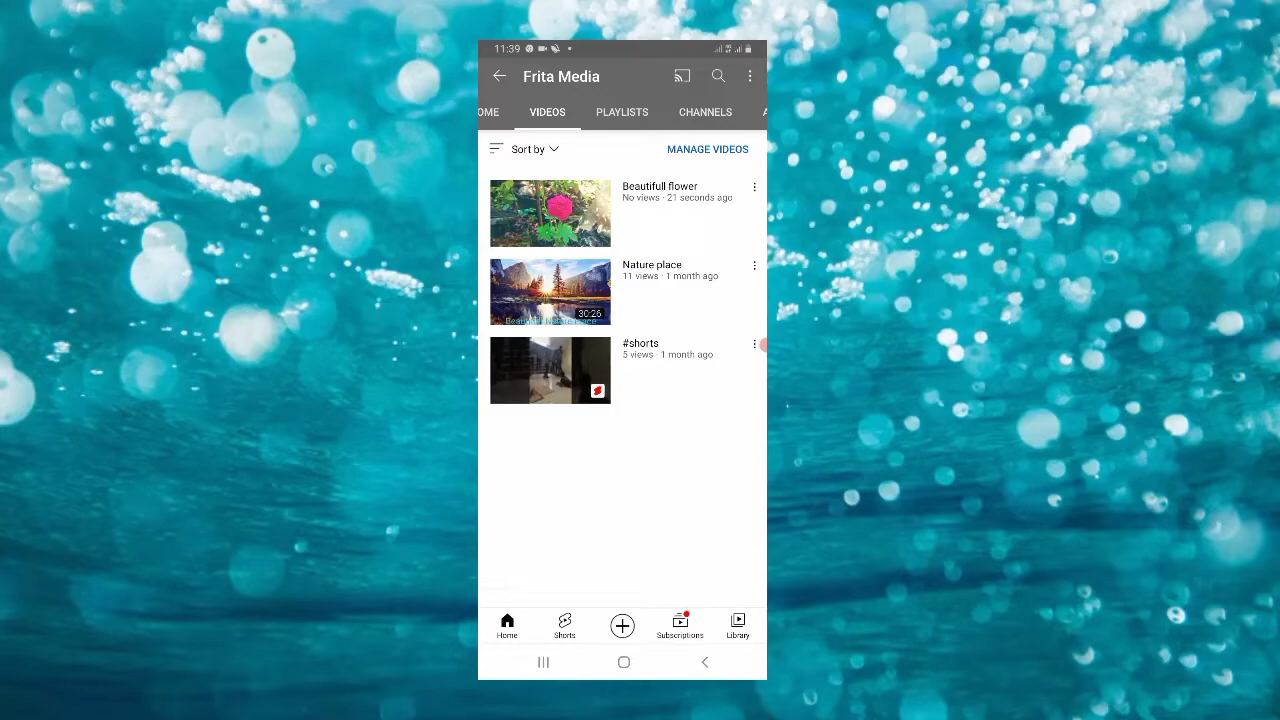 11:39
Frita Media
OME VIDEOS PLAYLISTS CHANNELS A
Sort by MANAGE VIDEOS
Beautifull flower
No views · 21 seconds ago
Nature place
11 views · 1 month ago
30:26
#shorts
5 views · 1 month ago
Home Shorts Subscriptions Library